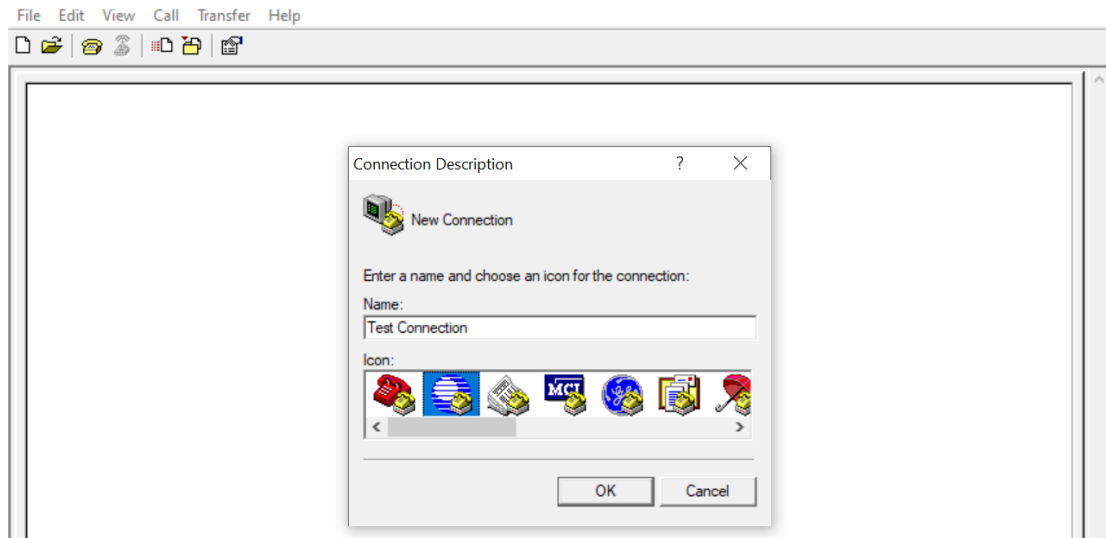 File Edit View Call Transfer Help
Connection Description ?
New Connection
Enter a name and choose an icon for the connection:
Name:
Test Connection
Icon:
MCI
OK Cancel